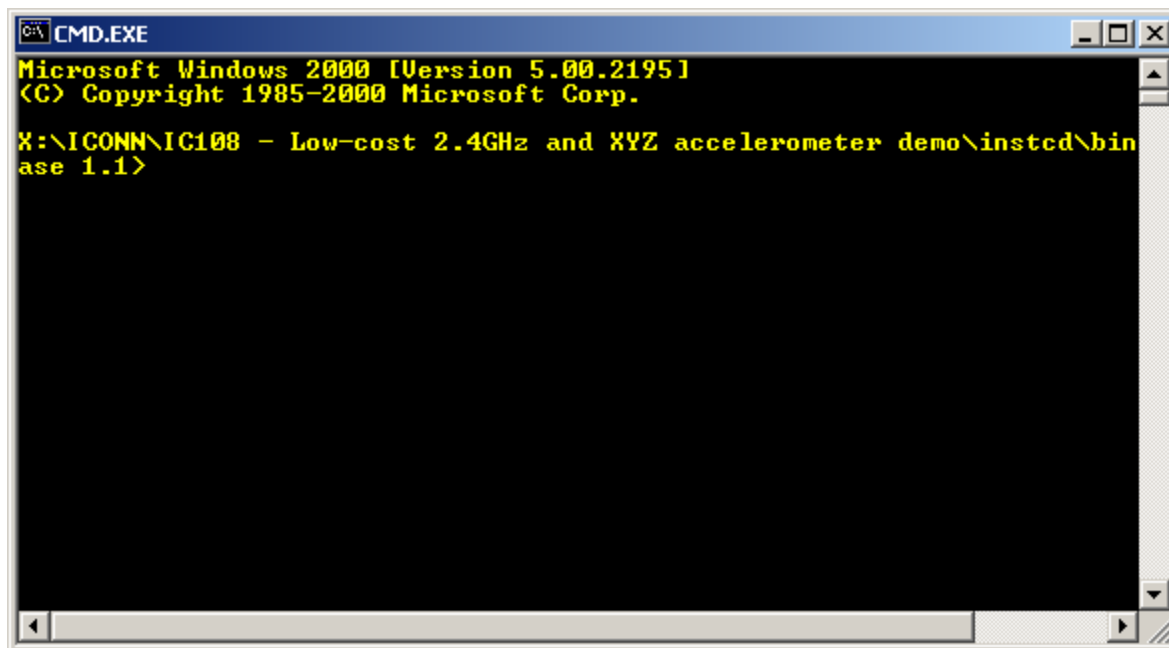 CMD.EXE
Microsoft Windows 2000 [Version 5.00.2195]
(C) Copyright 1985-2000 Microsoft Corp.
X:\ICONN\IC108 - Low-cost 2.4GHz and XYZ accelerometer demo\instcd\bin
ase 1.1>